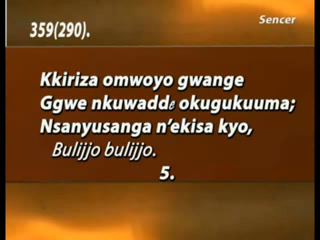 Sencer
359(290).
Kkiriza omwoyo gwange
Ggwe nkuwadde okugukuuma;
Nsanyusanga n'ekisa kyo,
Bulijjo bulijjo.
5.